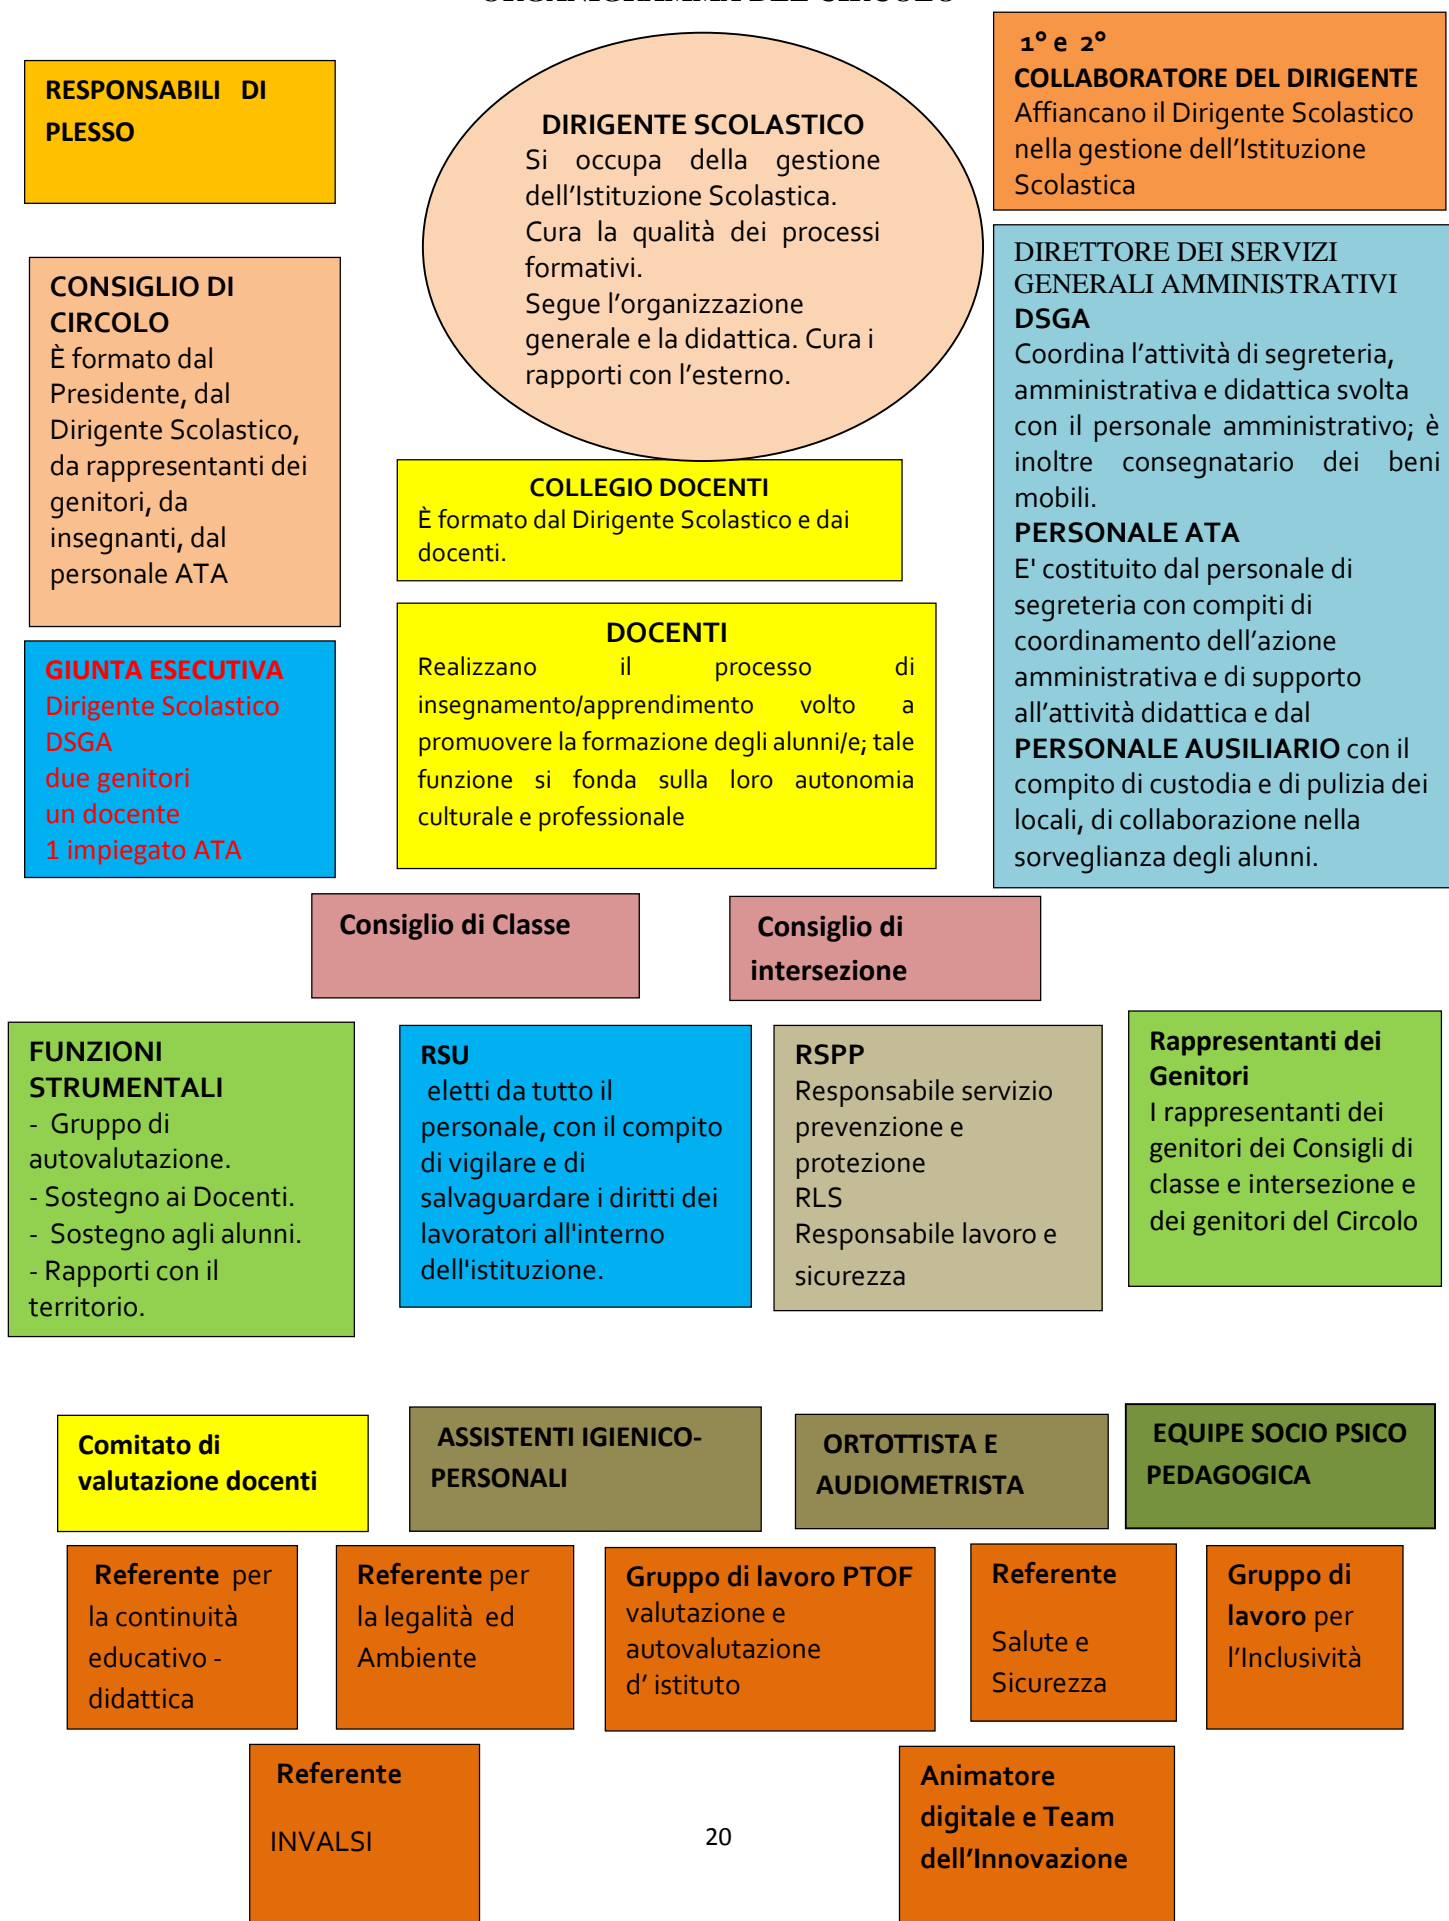 ORGANIGRAMMA DEL CIRCOLO
RESPONSABILI DI
PLESSO
DIRIGENTE SCOLASTICO
Si occupa della gestione
dell'Istituzione Scolastica.
Cura la qualità dei processi
formativi.
Segue l'organizzazione
generale e la didattica. Cura i
rapporti con l'esterno.
1° e 2°
COLLABORATORE DEL DIRIGENTE
Affiancano il Dirigente Scolastico
nella gestione dell'Istituzione
Scolastica
CONSIGLIO DI
CIRCOLO
È formato dal
Presidente, dal
Dirigente Scolastico,
da rappresentanti dei
genitori, da
insegnanti, dal
personale ATA
DIRETTORE DEI SERVIZI
GENERALI AMMINISTRATIVI
DSGA
Coordina l'attività di segreteria,
amministrativa e didattica svolta
con il personale amministrativo; è
inoltre consegnatario dei beni
mobili.
PERSONALE ATA
E' costituito dal personale di
segreteria con compiti di
coordinamento dell'azione
amministrativa e di supporto
all'attività didattica e dal
PERSONALE AUSILIARIO con il
compito di custodia e di pulizia dei
locali, di collaborazione nella
sorveglianza degli alunni.
COLLEGIO DOCENTI
È formato dal Dirigente Scolastico e dai
docenti.
DOCENTI
Realizzano il processo di
insegnamento/apprendimento volto a
promuovere la formazione degli alunni/e; tale
funzione si fonda sulla loro autonomia
culturale e professionale
GIUNTA ESECUTIVA
Dirigente Scolastico
DSGA
due genitori
un docente
1 impiegato ATA
Consiglio di Classe
Consiglio di
intersezione
FUNZIONI
STRUMENTALI
- Gruppo di
autovalutazione.
- Sostegno ai Docenti.
- Sostegno agli alunni.
- Rapporti con il
territorio.
RSU
eletti da tutto il
personale, con il compito
di vigilare e di
salvaguardare i diritti dei
lavoratori all'interno
dell'istituzione.
RSPP
Responsabile servizio
prevenzione e
protezione
RLS
Responsabile lavoro e
sicurezza
Rappresentanti dei
Genitori
I rappresentanti dei
genitori dei Consigli di
classe e intersezione e
dei genitori del Circolo
Comitato di
valutazione docenti
ASSISTENTI IGIENICO-
PERSONALI
ORTOTTISTA E
AUDIOMETRISTA
EQUIPE SOCIO PSICO
PEDAGOGICA
Referente per
la continuità
educativo -
didattica
Referente per
la legalità ed
Ambiente
Gruppo di lavoro PTOF
valutazione e
autovalutazione
d' istituto
Referente
Salute e
Sicurezza
Gruppo di
lavoro per
l'Inclusività
Referente
INVALSI
Animatore
digitale e Team
dell'Innovazione
20